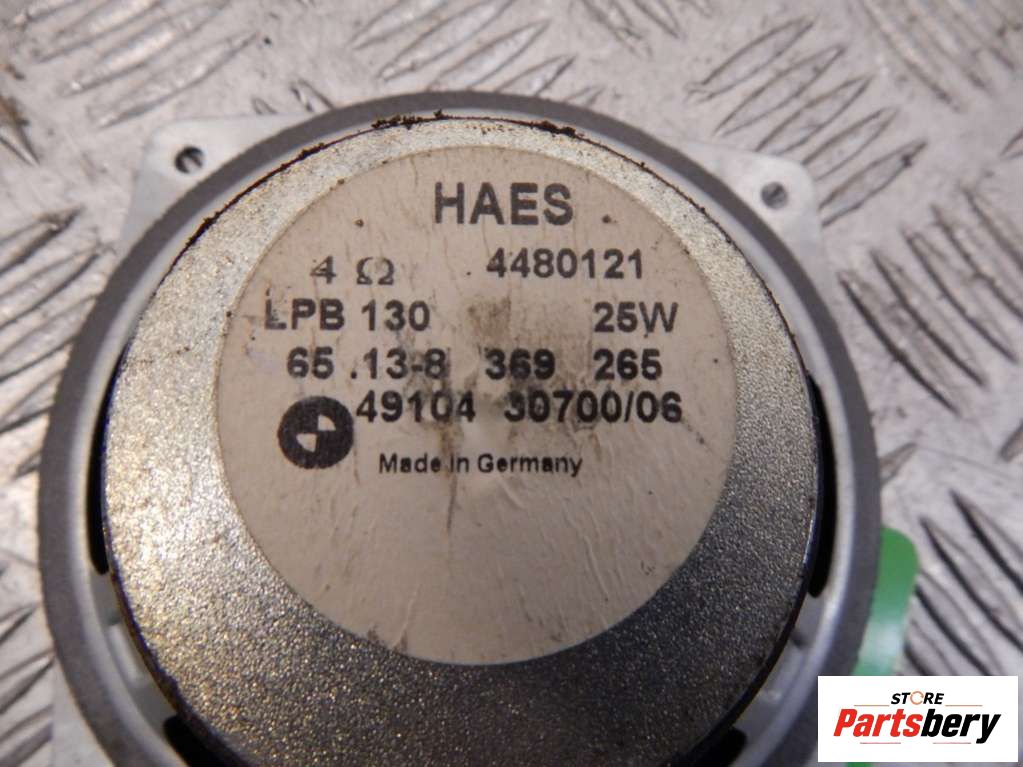 HAES
4 Ω 4480121
LPB 130 25W
65 .13-8 369 265
49104 30700/06
Made in Germany
STORE
Partsbery